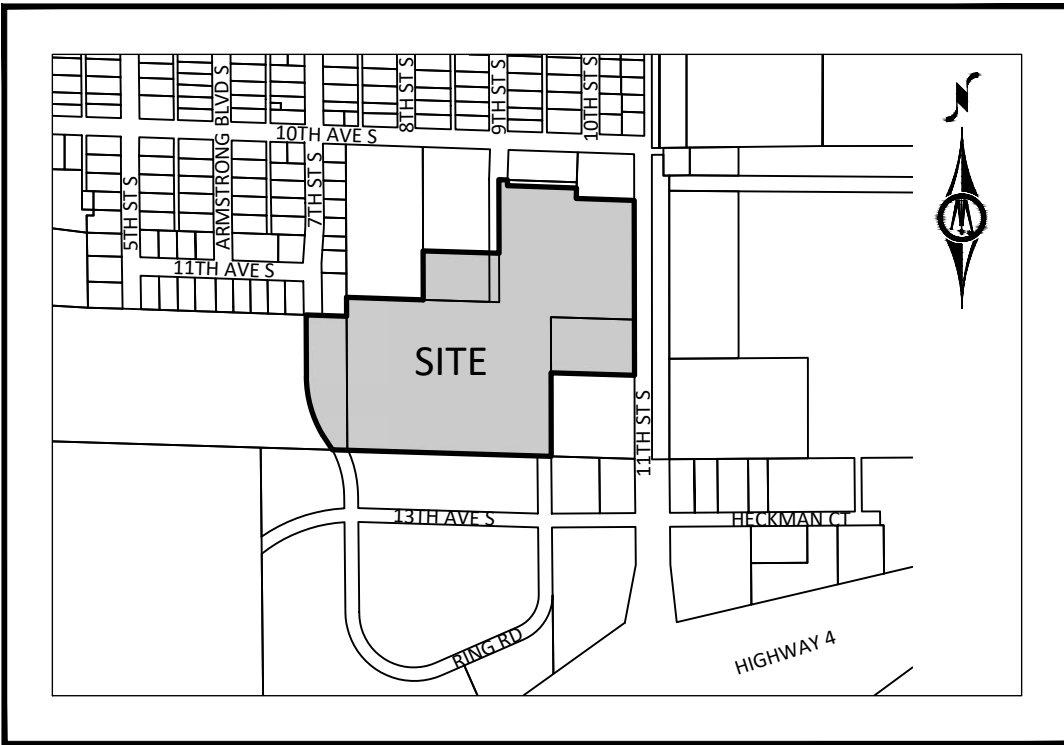 ARMSTRONG BLVD S
8TH ST S
9TH ST S
10TH ST S
N
10TH AVE S
5TH ST S
7TH ST S
11TH AVE S
SITE
11TH ST S
13TH AVE S
HECKMAN CT
RING RD
HIGHWAY 4